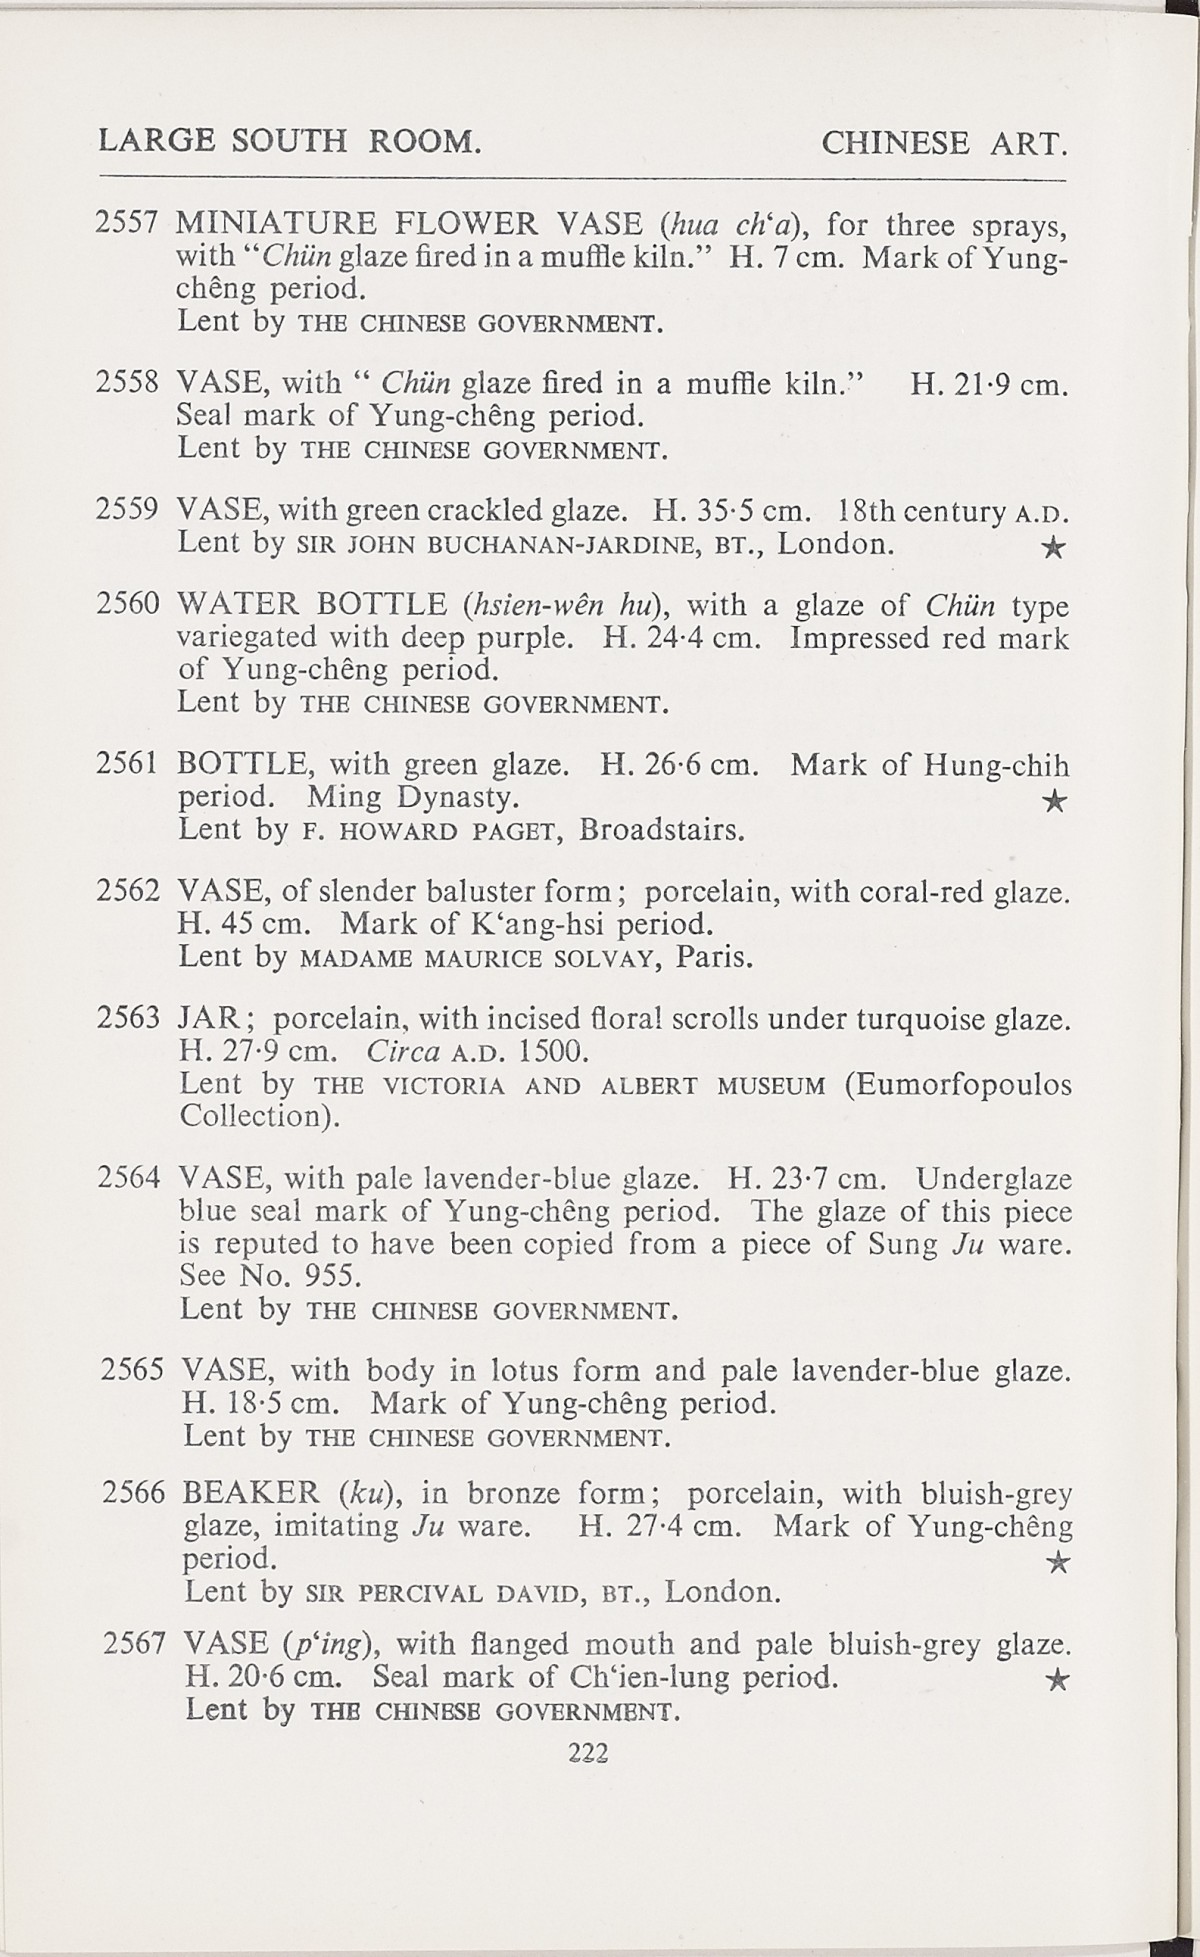 LARGE SOUTH ROOM. CHINESE ART.
2557 MINIATURE FLOWER VASE (hua ch‘a), for three sprays,
with “Chün glaze fired in a muffle kiln.” H. 7 cm. Mark of Yung-
chêng period.
Lent by THE CHINESE GOVERNMENT.
2558 VASE, with “ Chün glaze fired in a muffle kiln.” H. 21·9 cm.
Seal mark of Yung-chêng period.
Lent by THE CHINESE GOVERNMENT.
2559 VASE, with green crackled glaze. H. 35·5 cm. 18th century A.D.
Lent by SIR JOHN BUCHANAN-JARDINE, BT., London. ★
2560 WATER BOTTLE (hsien-wên hu), with a glaze of Chün type
variegated with deep purple. H. 24·4 cm. Impressed red mark
of Yung-chêng period.
Lent by THE CHINESE GOVERNMENT.
2561 BOTTLE, with green glaze. H. 26·6 cm. Mark of Hung-chih
period. Ming Dynasty. ★
Lent by F. HOWARD PAGET, Broadstairs.
2562 VASE, of slender baluster form; porcelain, with coral-red glaze.
H. 45 cm. Mark of K‘ang-hsi period.
Lent by MADAME MAURICE SOLVAY, Paris.
2563 JAR; porcelain, with incised floral scrolls under turquoise glaze.
H. 27·9 cm. Circa A.D. 1500.
Lent by THE VICTORIA AND ALBERT MUSEUM (Eumorfopoulos
Collection).
2564 VASE, with pale lavender-blue glaze. H. 23·7 cm. Underglaze
blue seal mark of Yung-chêng period. The glaze of this piece
is reputed to have been copied from a piece of Sung Ju ware.
See No. 955.
Lent by THE CHINESE GOVERNMENT.
2565 VASE, with body in lotus form and pale lavender-blue glaze.
H. 18·5 cm. Mark of Yung-chêng period.
Lent by THE CHINESE GOVERNMENT.
2566 BEAKER (ku), in bronze form; porcelain, with bluish-grey
glaze, imitating Ju ware. H. 27·4 cm. Mark of Yung-chêng
period. ★
Lent by SIR PERCIVAL DAVID, BT., London.
2567 VASE (p‘ing), with flanged mouth and pale bluish-grey glaze.
H. 20·6 cm. Seal mark of Ch‘ien-lung period. ★
Lent by THE CHINESE GOVERNMENT.
222